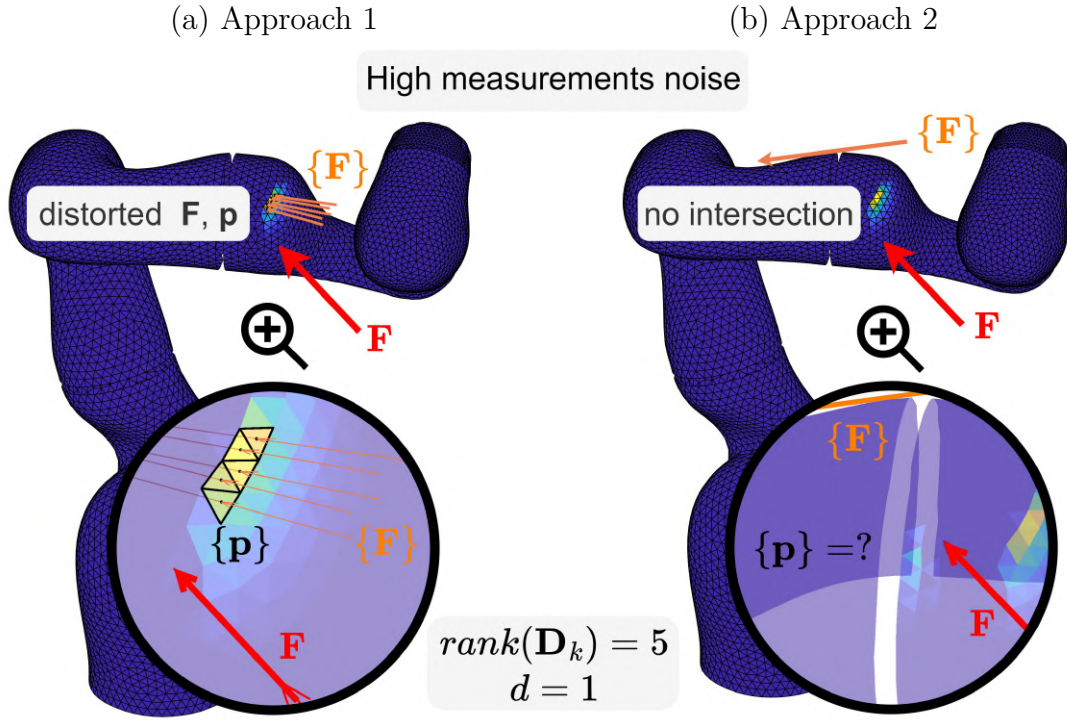 (a) Approach 1
(b) Approach 2
High measurements noise
{F}
distorted F, p
F
{p}
{F}
F
{F}
no intersection
F
{F}
{p} =?
F
rank(D_k) = 5
d = 1